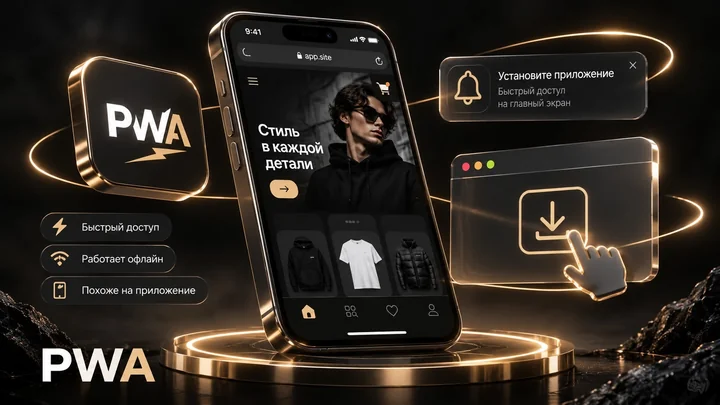 9:41
app.site
PWA
Стиль
в каждой
детали
Установите приложение
Быстрый доступ
на главный экран
Быстрый доступ
Работает офлайн
Похоже на приложение
PWA